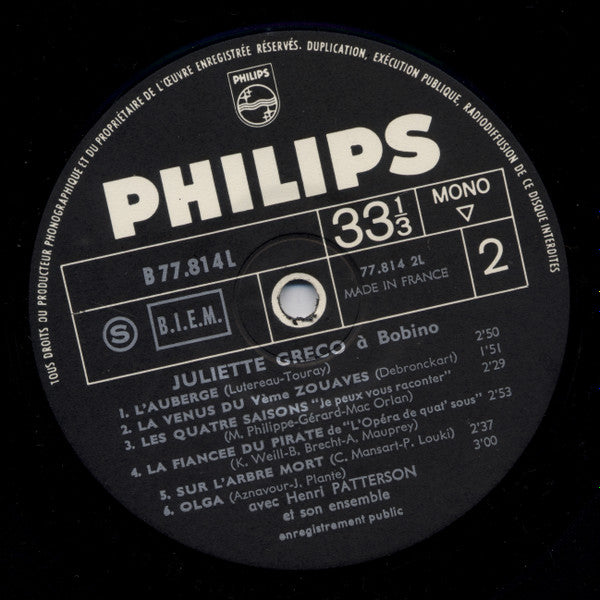 TOUS DROITS DU PRODUCTEUR PHONOGRAPHIQUE ET DU PROPRIÉTAIRE DE L'ŒUVRE ENREGISTRÉE RÉSERVÉS. DUPLICATION, EXÉCUTION PUBLIQUE, RADIODIFFUSION DE CE DISQUE INTERDITES
PHILIPS
PHILIPS
B 77.814 L
33 1/3
MONO
▽
S
B.I.E.M.
77.814 2L
MADE IN FRANCE
2
JULIETTE GRECO à Bobino
1. L'AUBERGE (Lutereau-Touray) 2'50
2. LA VENUS DU Vème ZOUAVES (Debronckart) 1'51
3. LES QUATRE SAISONS "Je peux vous raconter" 2'29
(M. Philippe-Gérard-Mac Orlan)
4. LA FIANCEE DU PIRATE de "L'Opéra de quat' sous" 2'53
(K. Weill-B. Brecht-A. Mauprey)
5. SUR L'ARBRE MORT (C. Mansart-P. Louki) 2'37
6. OLGA (Aznavour-J. Plante) 3'00
avec Henri PATTERSON
et son ensemble
enregistrement public